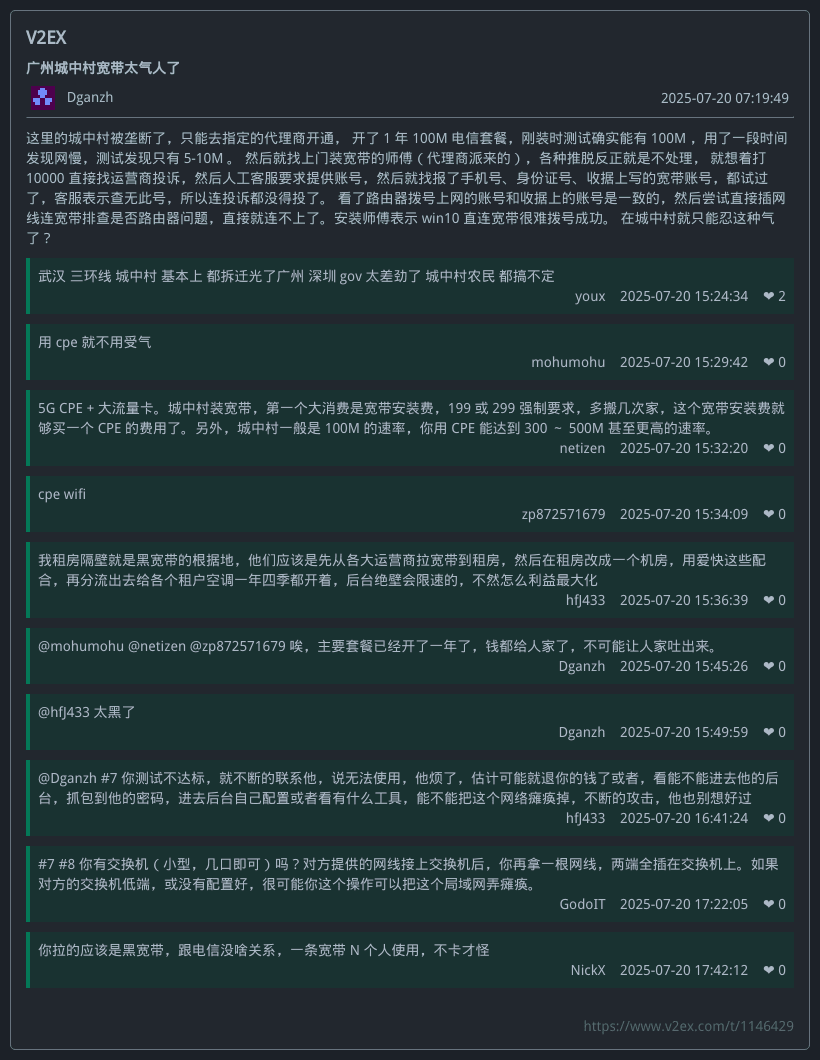 V2EX
广州城中村宽带太气人了
Dganzh 2025-07-20 07:19:49
这里的城中村被垄断了，只能去指定的代理商开通， 开了 1 年 100M 电信套餐，刚装时测试确实能有 100M ，用了一段时间
发现网慢，测试发现只有 5-10M 。 然后就找上门装宽带的师傅（代理商派来的），各种推脱反正就是不处理， 就想着打
10000 直接找运营商投诉，然后人工客服要求提供账号，然后就找报了手机号、身份证号、收据上写的宽带账号，都试过
了，客服表示查无此号，所以连投诉都没得投了。 看了路由器拨号上网的账号和收据上的账号是一致的，然后尝试直接插网
线连宽带排查是否路由器问题，直接就连不上了。安装师傅表示 win10 直连宽带很难拨号成功。 在城中村就只能忍这种气
了？
武汉 三环线 城中村 基本上 都拆迁光了广州 深圳 gov 太差劲了 城中村农民 都搞不定
youx 2025-07-20 15:24:34 ❤ 2
用 cpe 就不用受气
mohumohu 2025-07-20 15:29:42 ❤ 0
5G CPE + 大流量卡。城中村装宽带，第一个大消费是宽带安装费，199 或 299 强制要求，多搬几次家，这个宽带安装费就
够买一个 CPE 的费用了。另外，城中村一般是 100M 的速率，你用 CPE 能达到 300 ～ 500M 甚至更高的速率。
netizen 2025-07-20 15:32:20 ❤ 0
cpe wifi
zp872571679 2025-07-20 15:34:09 ❤ 0
我租房隔壁就是黑宽带的根据地，他们应该是先从各大运营商拉宽带到租房，然后在租房改成一个机房，用爱快这些配
合，再分流出去给各个租户空调一年四季都开着，后台绝壁会限速的，不然怎么利益最大化
hfJ433 2025-07-20 15:36:39 ❤ 0
@mohumohu @netizen @zp872571679 唉，主要套餐已经开了一年了，钱都给人家了，不可能让人家吐出来。
Dganzh 2025-07-20 15:45:26 ❤ 0
@hfJ433 太黑了
Dganzh 2025-07-20 15:49:59 ❤ 0
@Dganzh #7 你测试不达标，就不断的联系他，说无法使用，他烦了，估计可能就退你的钱了或者，看能不能进去他的后
台，抓包到他的密码，进去后台自己配置或者看有什么工具，能不能把这个网络瘫痪掉，不断的攻击，他也别想好过
hfJ433 2025-07-20 16:41:24 ❤ 0
#7 #8 你有交换机（小型，几口即可）吗？对方提供的网线接上交换机后，你再拿一根网线，两端全插在交换机上。如果
对方的交换机低端，或没有配置好，很可能你这个操作可以把这个局域网弄瘫痪。
GodoIT 2025-07-20 17:22:05 ❤ 0
你拉的应该是黑宽带，跟电信没啥关系，一条宽带 N 个人使用，不卡才怪
NickX 2025-07-20 17:42:12 ❤ 0
https://www.v2ex.com/t/1146429